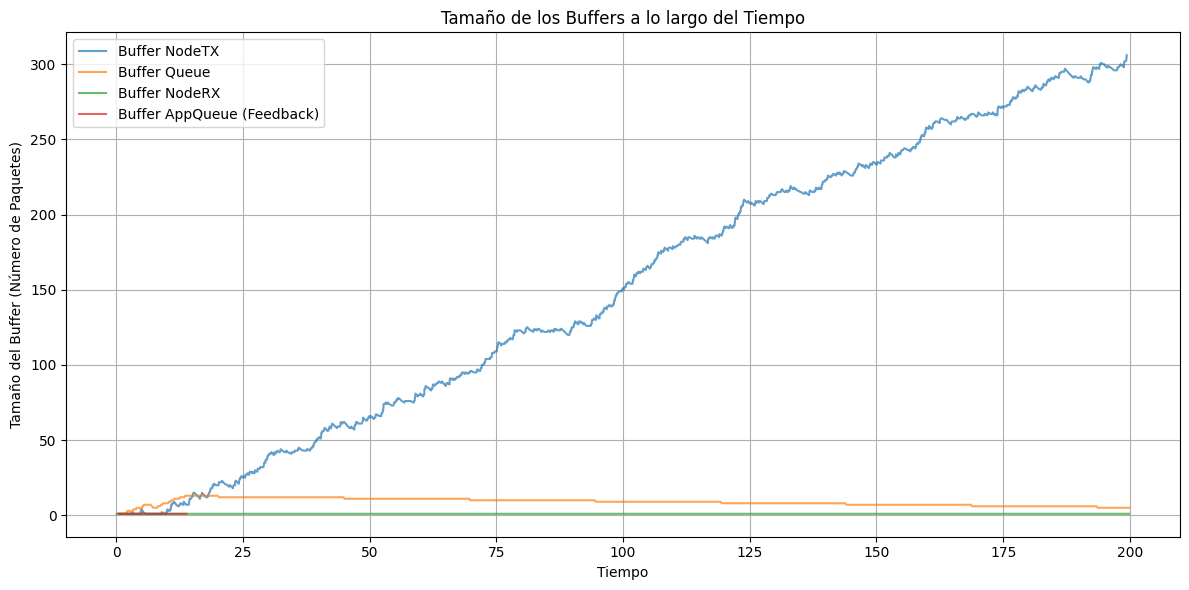 Tamaño de los Buffers a lo largo del Tiempo
Buffer NodeTX
Buffer Queue
Buffer NodeRX
Buffer AppQueue (Feedback)
Tamaño del Buffer (Número de Paquetes)
300
250
200
150
100
50
0
0 25 50 75 100 125 150 175 200
Tiempo